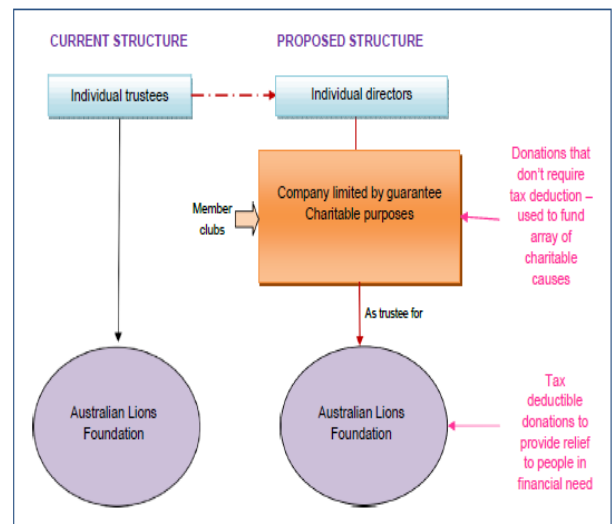 CURRENT STRUCTURE
PROPOSED STRUCTURE
Individual trustees
Individual directors
Company limited by guarantee
Charitable purposes
Member
clubs
Donations that
don't require
tax deduction –
used to fund
array of
charitable
causes
As trustee for
Australian Lions
Foundation
Australian Lions
Foundation
Tax
deductible
donations to
provide relief
to people in
financial need